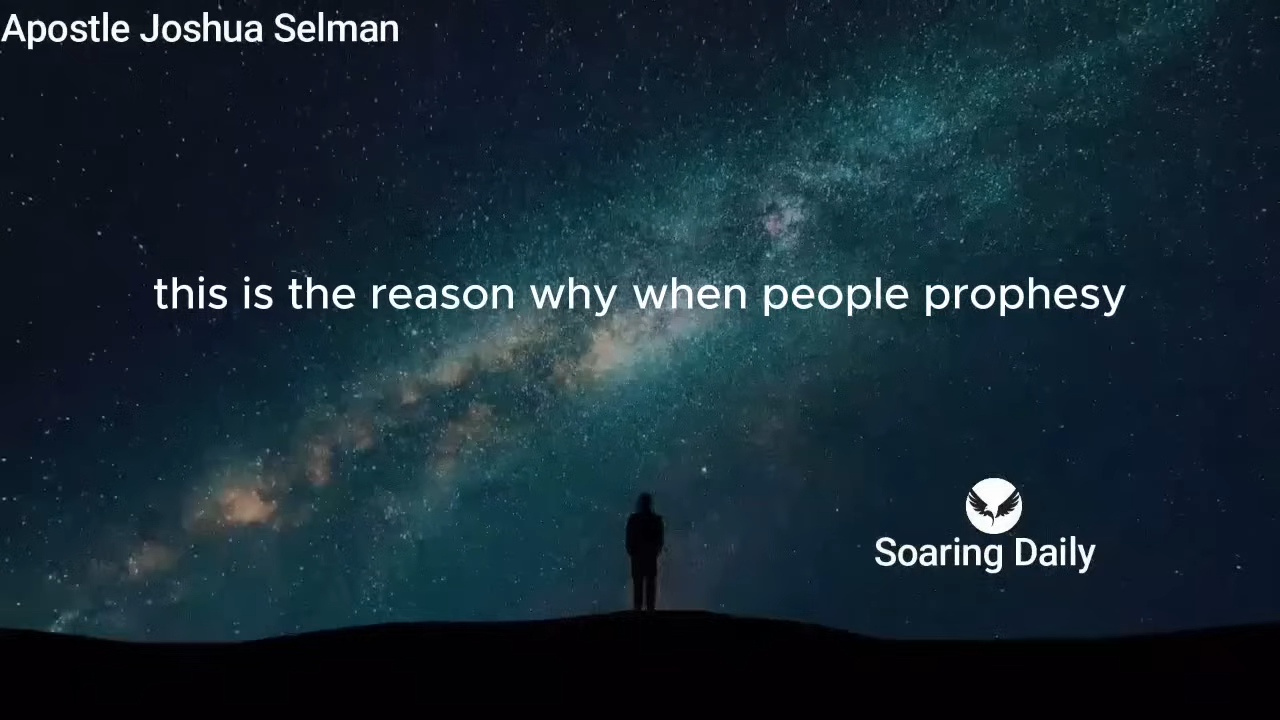 Apostle Joshua Selman
this is the reason why when people prophesy
Soaring Daily